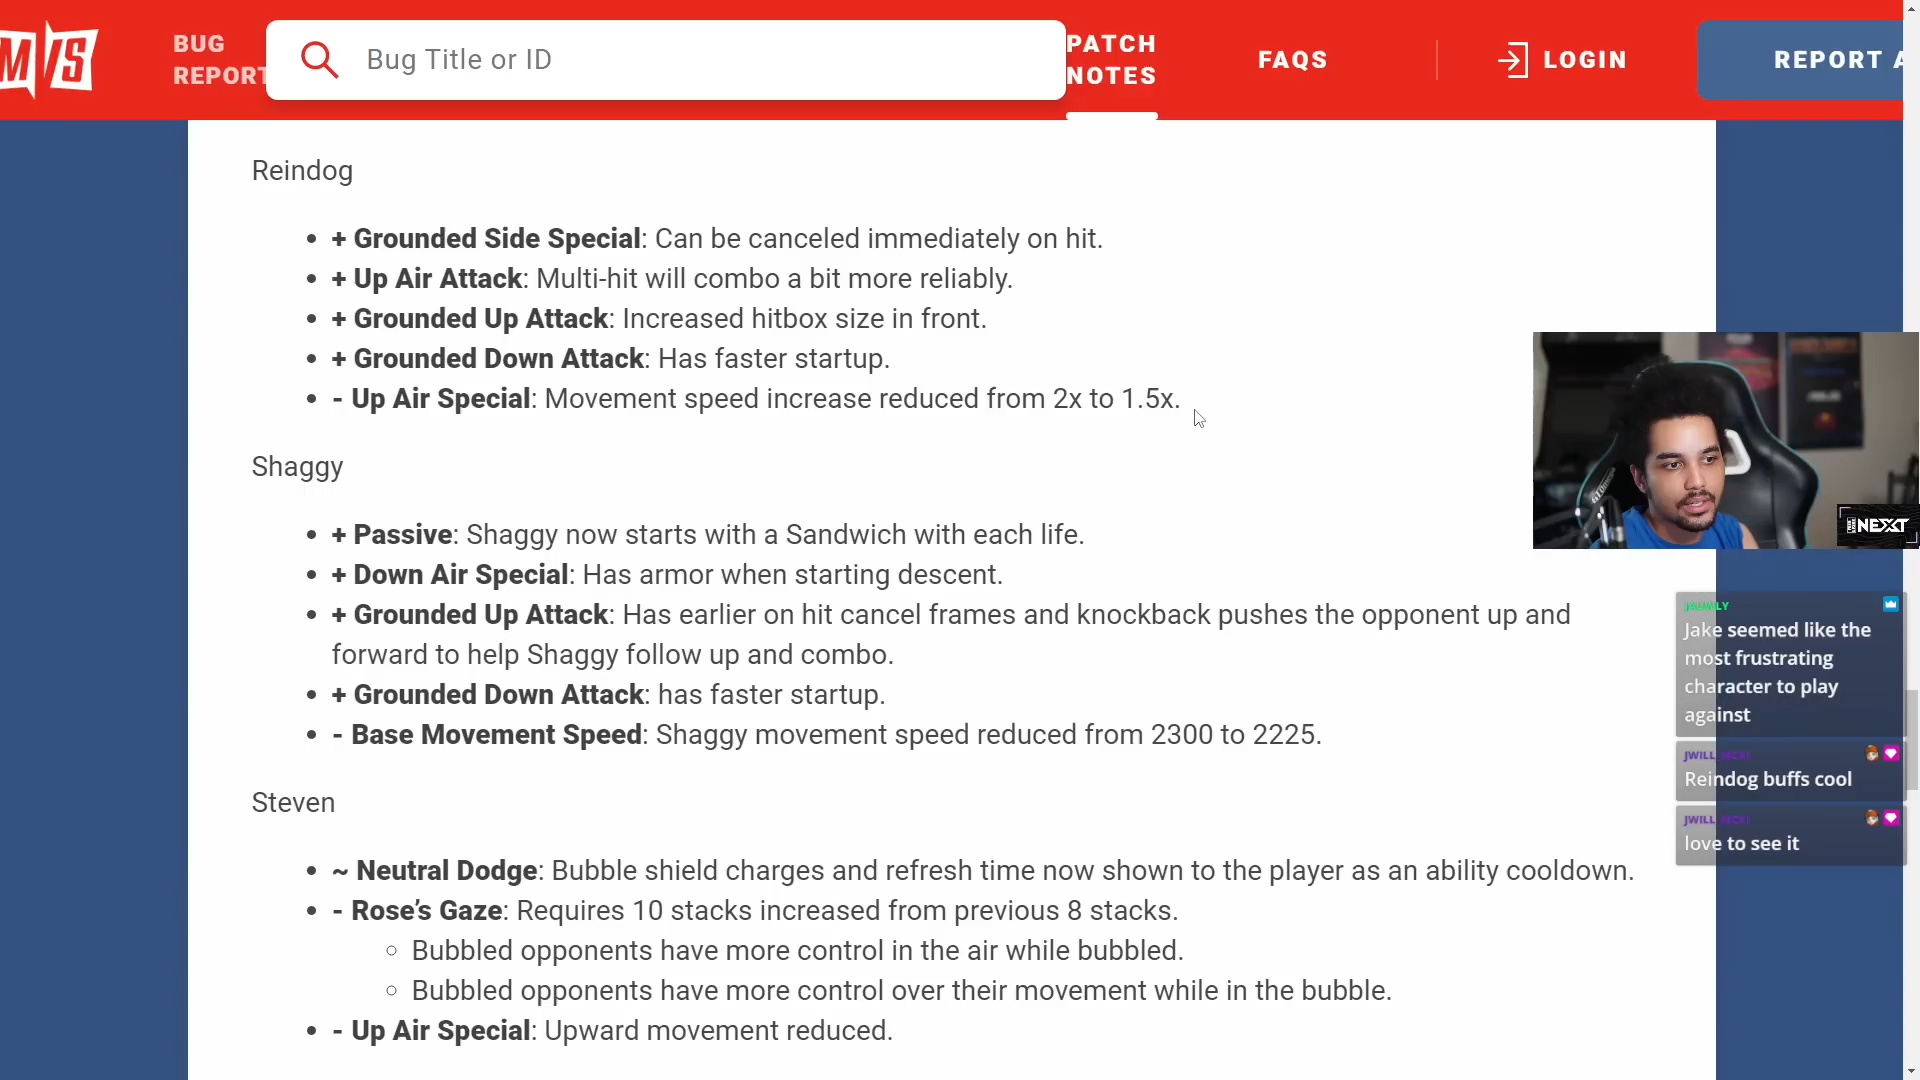 M/S
BUG
REPORT
Bug Title or ID
PATCH
NOTES
FAQS
LOGIN
REPORT A
Reindog
• + Grounded Side Special: Can be canceled immediately on hit.
• + Up Air Attack: Multi-hit will combo a bit more reliably.
• + Grounded Up Attack: Increased hitbox size in front.
• + Grounded Down Attack: Has faster startup.
• - Up Air Special: Movement speed increase reduced from 2x to 1.5x.
Shaggy
• + Passive: Shaggy now starts with a Sandwich with each life.
• + Down Air Special: Has armor when starting descent.
• + Grounded Up Attack: Has earlier on hit cancel frames and knockback pushes the opponent up and
forward to help Shaggy follow up and combo.
• + Grounded Down Attack: has faster startup.
• - Base Movement Speed: Shaggy movement speed reduced from 2300 to 2225.
Steven
• ~ Neutral Dodge: Bubble shield charges and refresh time now shown to the player as an ability cooldown.
• - Rose’s Gaze: Requires 10 stacks increased from previous 8 stacks.
◦ Bubbled opponents have more control in the air while bubbled.
◦ Bubbled opponents have more control over their movement while in the bubble.
• - Up Air Special: Upward movement reduced.
NEXXT
Jake seemed like the
most frustrating
character to play
against
Reindog buffs cool
love to see it